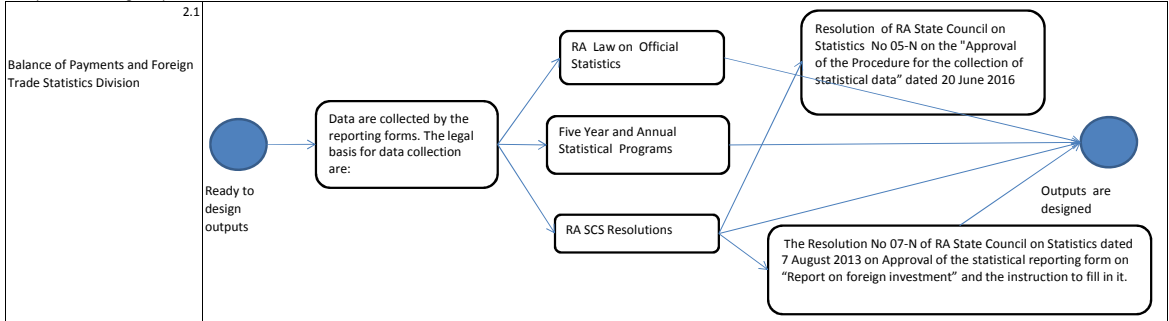 2.1
Balance of Payments and Foreign
Trade Statistics Division
Ready to
design
outputs
Data are collected by the
reporting forms. The legal
basis for data collection
are:
RA Law on Official
Statistics
Five Year and Annual
Statistical Programs
RA SCS Resolutions
Resolution of RA State Council on
Statistics No 05-N on the "Approval
of the Procedure for the collection of
statistical data” dated 20 June 2016
Outputs are
designed
The Resolution No 07-N of RA State Council on Statistics dated
7 August 2013 on Approval of the statistical reporting form on
“Report on foreign investment” and the instruction to fill in it.